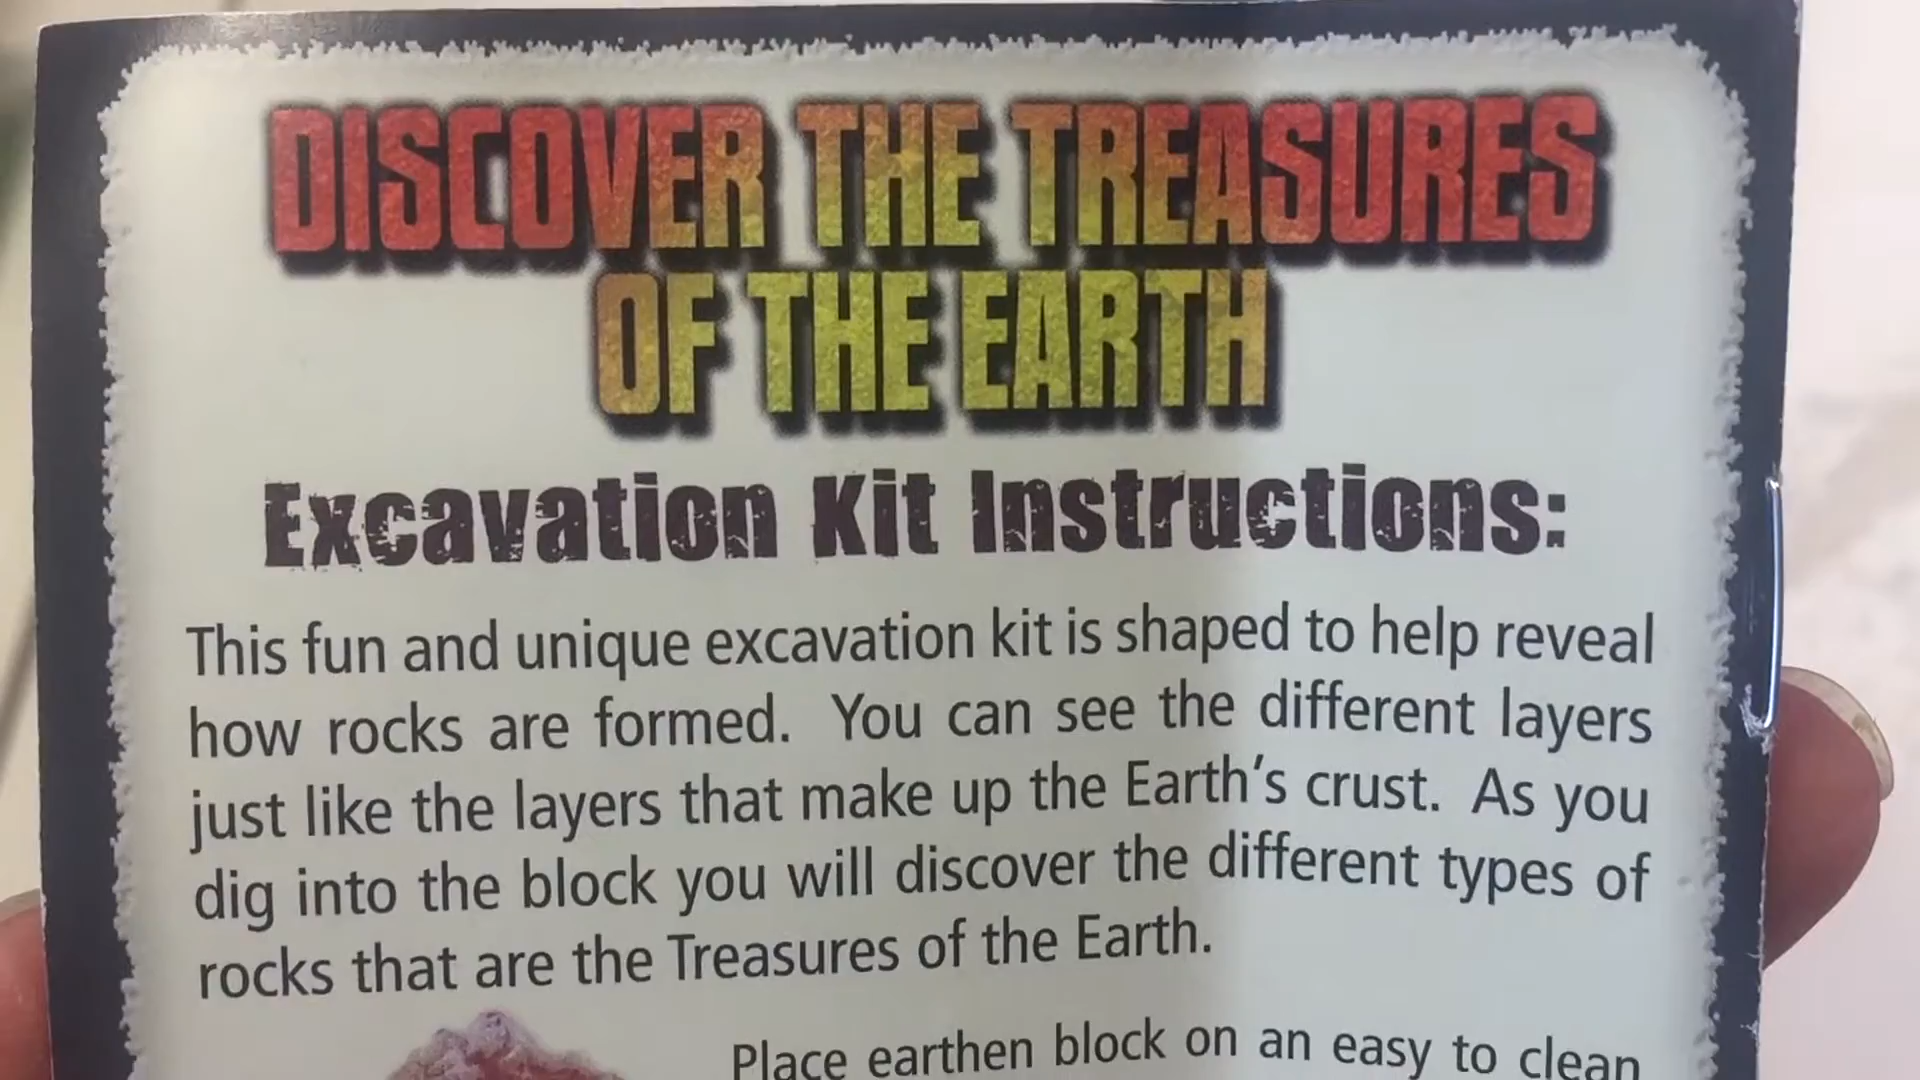 DISCOVER THE TREASURES
OF THE EARTH
Excavation Kit Instructions:
This fun and unique excavation kit is shaped to help reveal
how rocks are formed. You can see the different layers
just like the layers that make up the Earth's crust. As you
dig into the block you will discover the different types of
rocks that are the Treasures of the Earth.
Place earthen block on an easy to clean